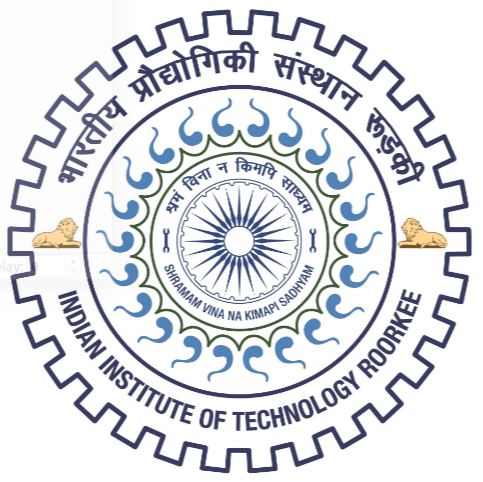 भारतीय प्रौद्योगिकी संस्थान रूड़की
श्रमं विना न किमपि साध्यम्
SHRAMAM VINA NA KIMAPI SADHYAM
INDIAN INSTITUTE OF TECHNOLOGY ROORKEE